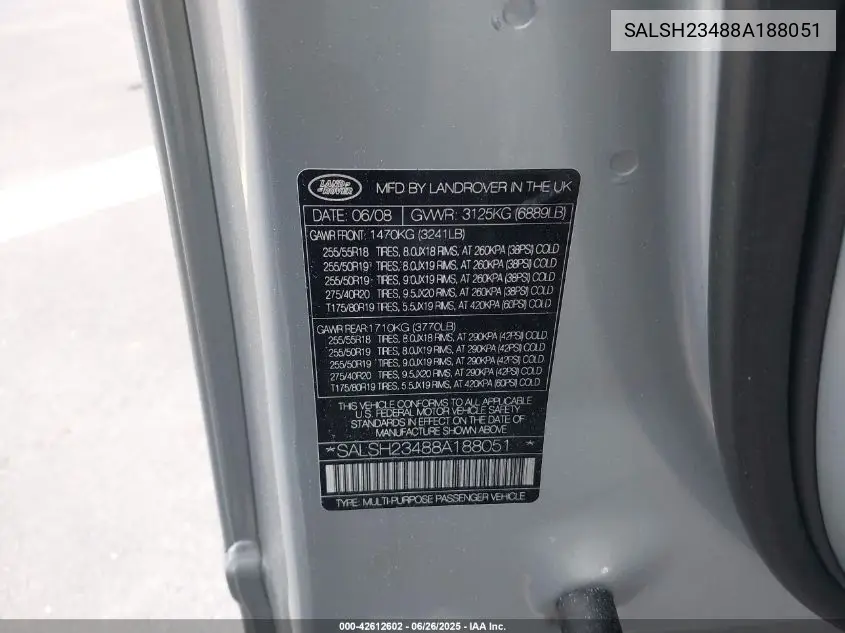 SALSH23488A188051
LAND ROVER
MFD BY LANDROVER IN THE UK
DATE: 06/08 GVWR: 3125KG (6889LB)
GAWR FRONT: 1470KG (3241LB)
255/55R18 TIRES, 8.0JX18 RIMS, AT 260KPA (38PSI) COLD
255/50R19 TIRES, 8.0JX19 RIMS, AT 260KPA (38PSI) COLD
255/50R19 TIRES, 9.0JX19 RIMS, AT 260KPA (38PSI) COLD
275/40R20 TIRES, 9.5JX20 RIMS, AT 260KPA (38PSI) COLD
T175/80R19 TIRES, 5.5JX19 RIMS, AT 420KPA (60PSI) COLD
GAWR REAR: 1710KG (3770LB)
255/55R18 TIRES, 8.0JX18 RIMS, AT 290KPA (42PSI) COLD
255/50R19 TIRES, 8.0JX19 RIMS, AT 290KPA (42PSI) COLD
255/50R19 TIRES, 9.0JX19 RIMS, AT 290KPA (42PSI) COLD
275/40R20 TIRES, 9.5JX20 RIMS, AT 290KPA (42PSI) COLD
T175/80R19 TIRES, 5.5JX19 RIMS, AT 420KPA (60PSI) COLD
THIS VEHICLE CONFORMS TO ALL APPLICABLE
U.S. FEDERAL MOTOR VEHICLE SAFETY
STANDARDS IN EFFECT ON THE DATE OF
MANUFACTURE SHOWN ABOVE
*SALSH23488A188051 *
TYPE: MULTI-PURPOSE PASSENGER VEHICLE
000-42612602 - 06/26/2025 - IAA Inc.